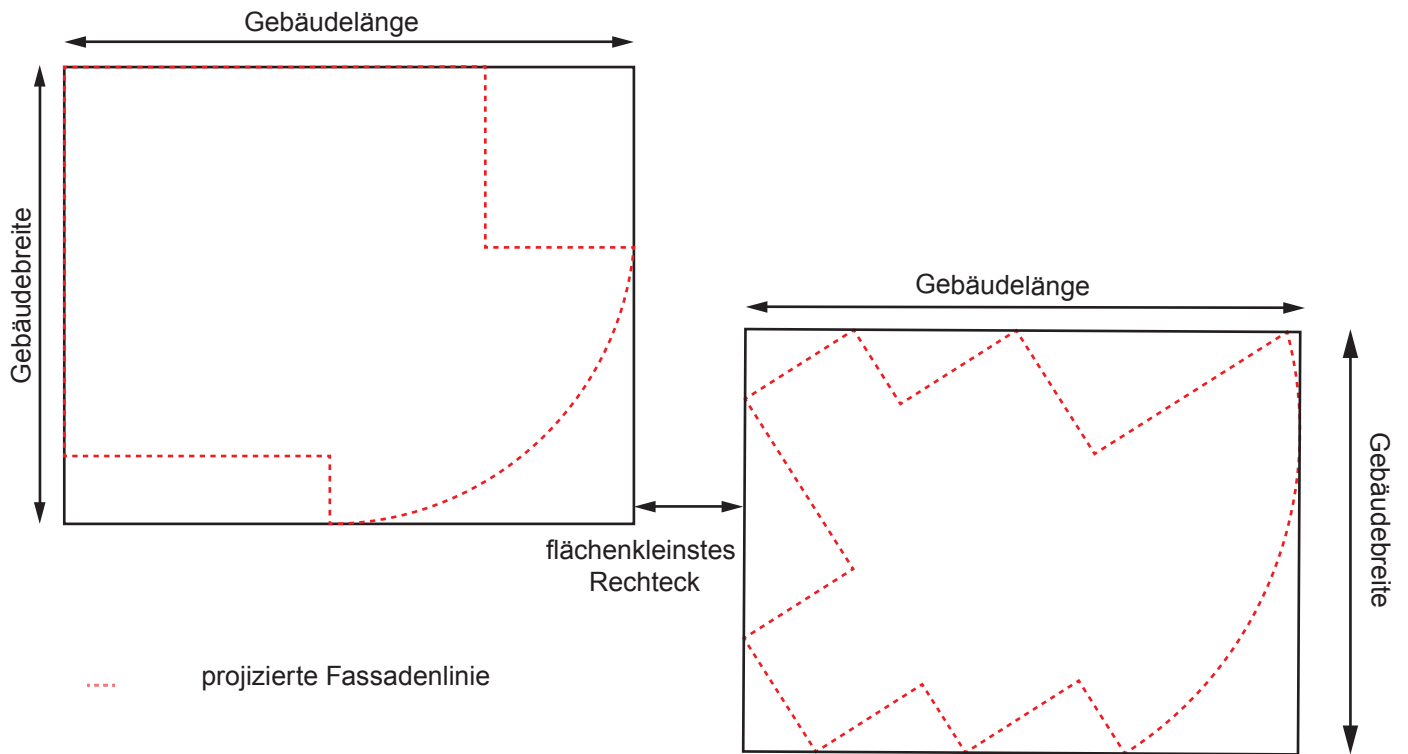 Gebäudelänge
Gebäudebreite
Gebäudelänge
Gebäudebreite
flächenkleinstes
Rechteck
projizierte Fassadenlinie